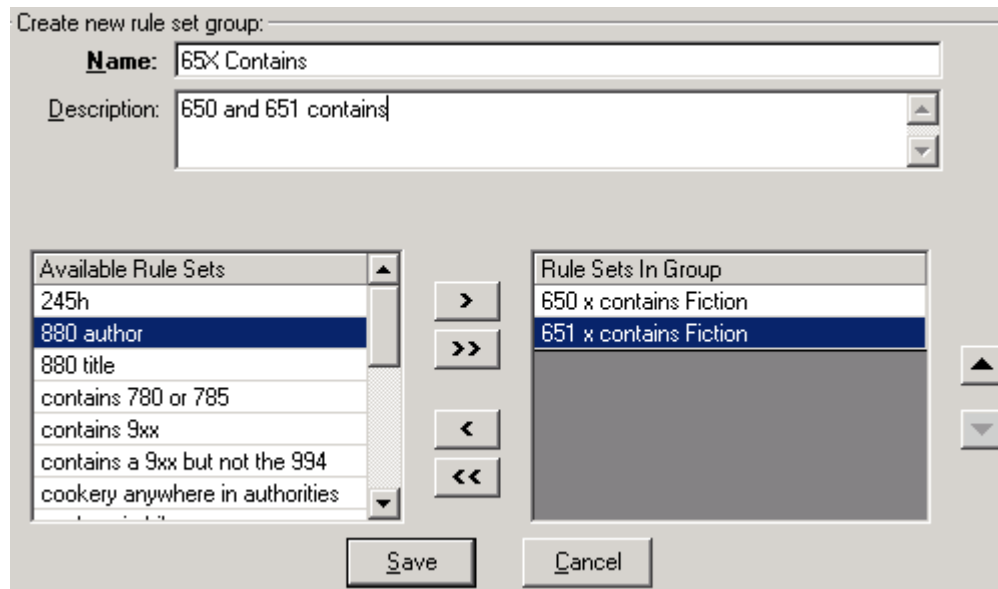 Create new rule set group:
Name: 65X Contains
Description: 650 and 651 contains
Available Rule Sets
245h
880 author
880 title
contains 780 or 785
contains 9xx
contains a 9xx but not the 994
cookery anywhere in authorities
>
>>
<
<<
Rule Sets In Group
650 x contains Fiction
651 x contains Fiction
Save Cancel